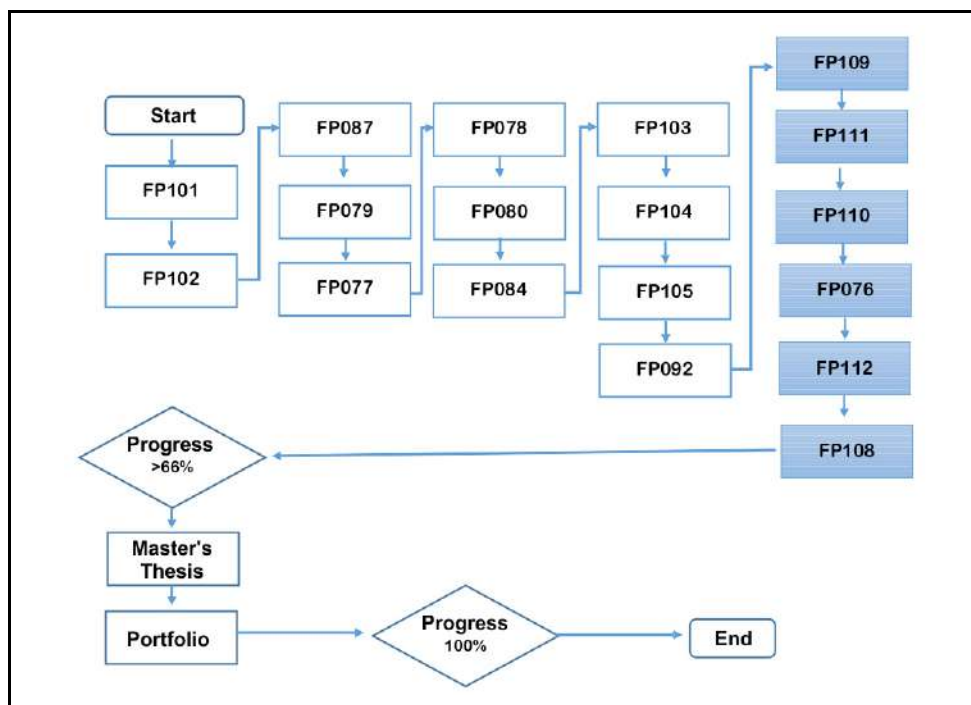 Start
FP101
FP102
FP087
FP079
FP077
FP078
FP080
FP084
FP103
FP104
FP105
FP092
FP109
FP111
FP110
FP076
FP112
FP108
Progress
>66%
Master's
Thesis
Portfolio
Progress
100%
End